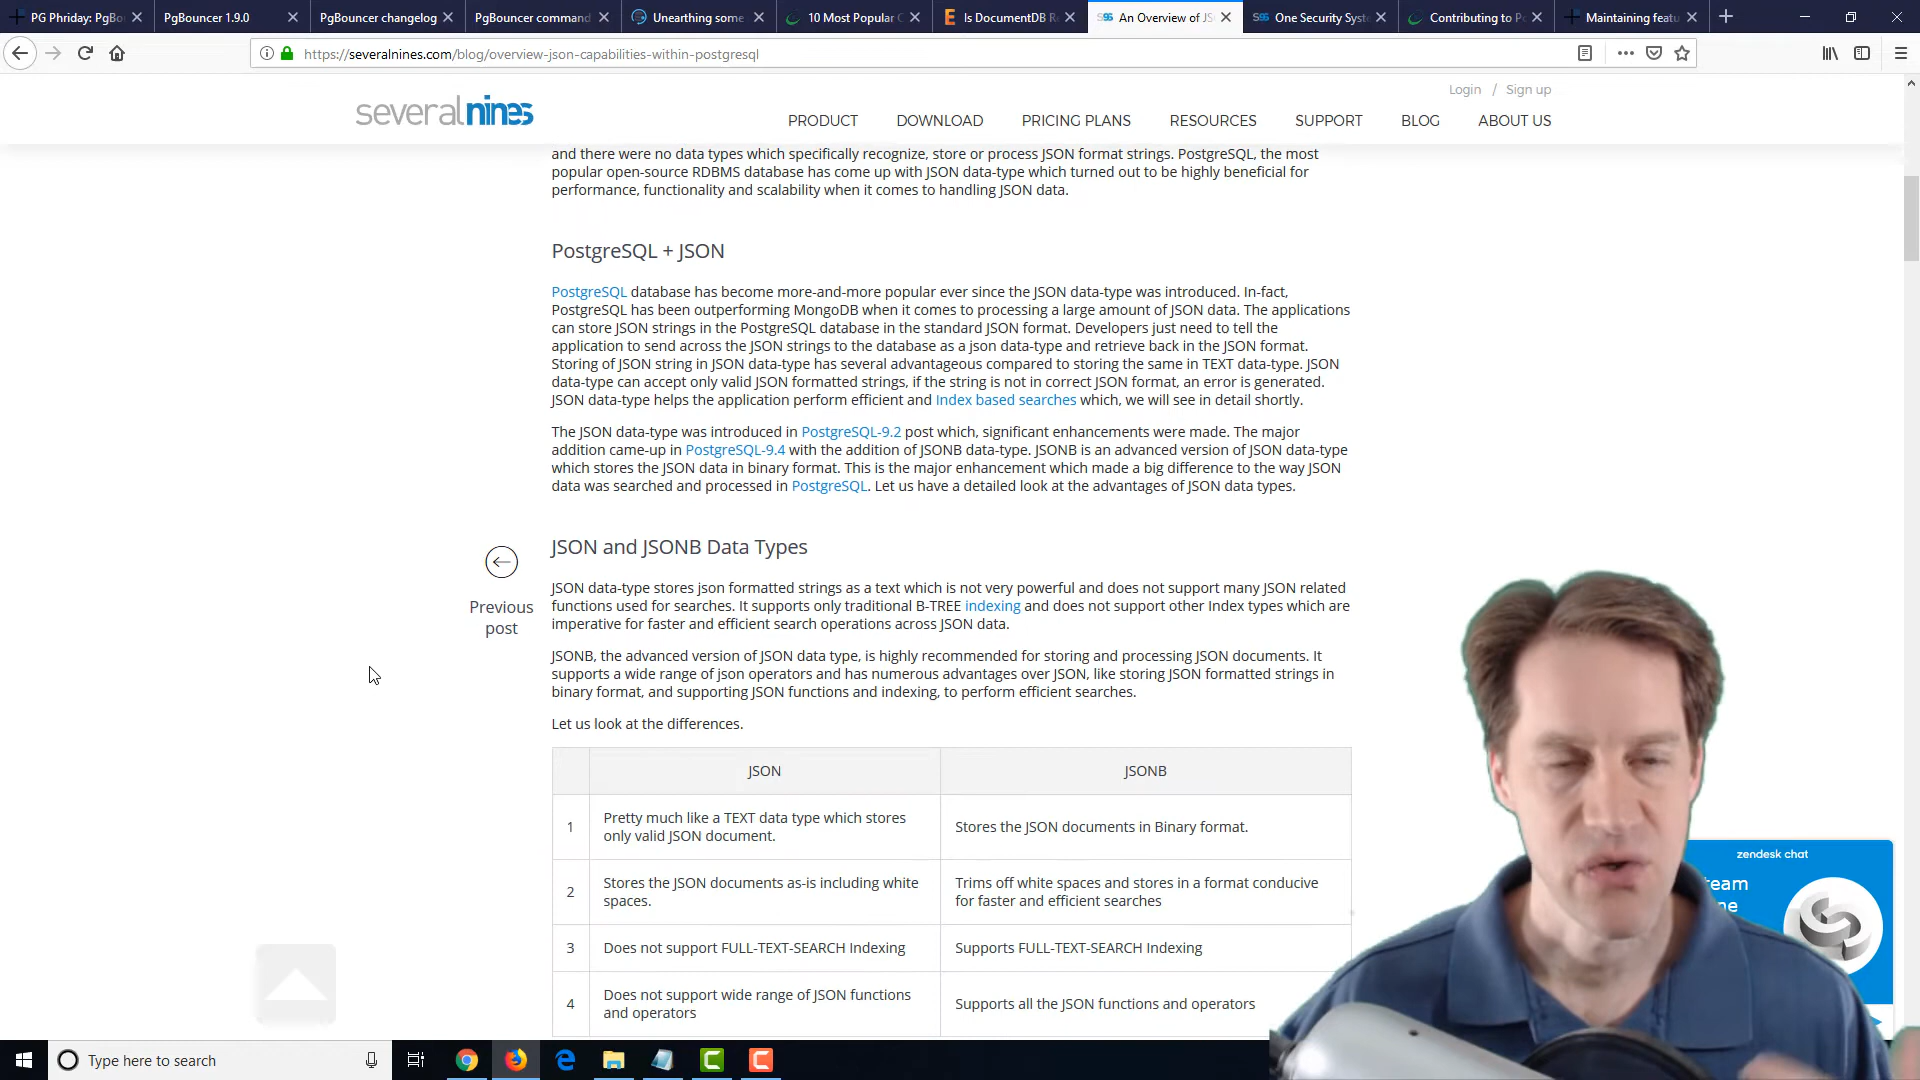 PG Phriday: PgBo
PgBouncer 1.9.0
PgBouncer changelog
PgBouncer command
Unearthing some
10 Most Popular
Is DocumentDB R
An Overview of JS
One Security Syst
Contributing to P
Maintaining featu
https://severalnines.com/blog/overview-json-capabilities-within-postgresql
Login / Sign up
severalnines
PRODUCT
DOWNLOAD
PRICING PLANS
RESOURCES
SUPPORT
BLOG
ABOUT US
and there were no data types which specifically recognize, store or process JSON format strings. PostgreSQL, the most
popular open-source RDBMS database has come up with JSON data-type which turned out to be highly beneficial for
performance, functionality and scalability when it comes to handling JSON data.
PostgreSQL + JSON
PostgreSQL database has become more-and-more popular ever since the JSON data-type was introduced. In-fact,
PostgreSQL has been outperforming MongoDB when it comes to processing a large amount of JSON data. The applications
can store JSON strings in the PostgreSQL database in the standard JSON format. Developers just need to tell the
application to send across the JSON strings to the database as a json data-type and retrieve back in the JSON format.
Storing of JSON string in JSON data-type has several advantageous compared to storing the same in TEXT data-type. JSON
data-type can accept only valid JSON formatted strings, if the string is not in correct JSON format, an error is generated.
JSON data-type helps the application perform efficient and Index based searches which, we will see in detail shortly.
The JSON data-type was introduced in PostgreSQL-9.2 post which, significant enhancements were made. The major
addition came-up in PostgreSQL-9.4 with the addition of JSONB data-type. JSONB is an advanced version of JSON data-type
which stores the JSON data in binary format. This is the major enhancement which made a big difference to the way JSON
data was searched and processed in PostgreSQL. Let us have a detailed look at the advantages of JSON data types.
JSON and JSONB Data Types
Previous
post
JSON data-type stores json formatted strings as a text which is not very powerful and does not support many JSON related
functions used for searches. It supports only traditional B-TREE indexing and does not support other Index types which are
imperative for faster and efficient search operations across JSON data.
JSONB, the advanced version of JSON data type, is highly recommended for storing and processing JSON documents. It
supports a wide range of json operators and has numerous advantages over JSON, like storing JSON formatted strings in
binary format, and supporting JSON functions and indexing, to perform efficient searches.
Let us look at the differences.
JSON
JSONB
1
Pretty much like a TEXT data type which stores
only valid JSON document.
Stores the JSON documents in Binary format.
2
Stores the JSON documents as-is including white
spaces.
Trims off white spaces and stores in a format conducive
for faster and efficient searches
3
Does not support FULL-TEXT-SEARCH Indexing
Supports FULL-TEXT-SEARCH Indexing
4
Does not support wide range of JSON functions
and operators
Supports all the JSON functions and operators
zendesk chat
team
Type here to search